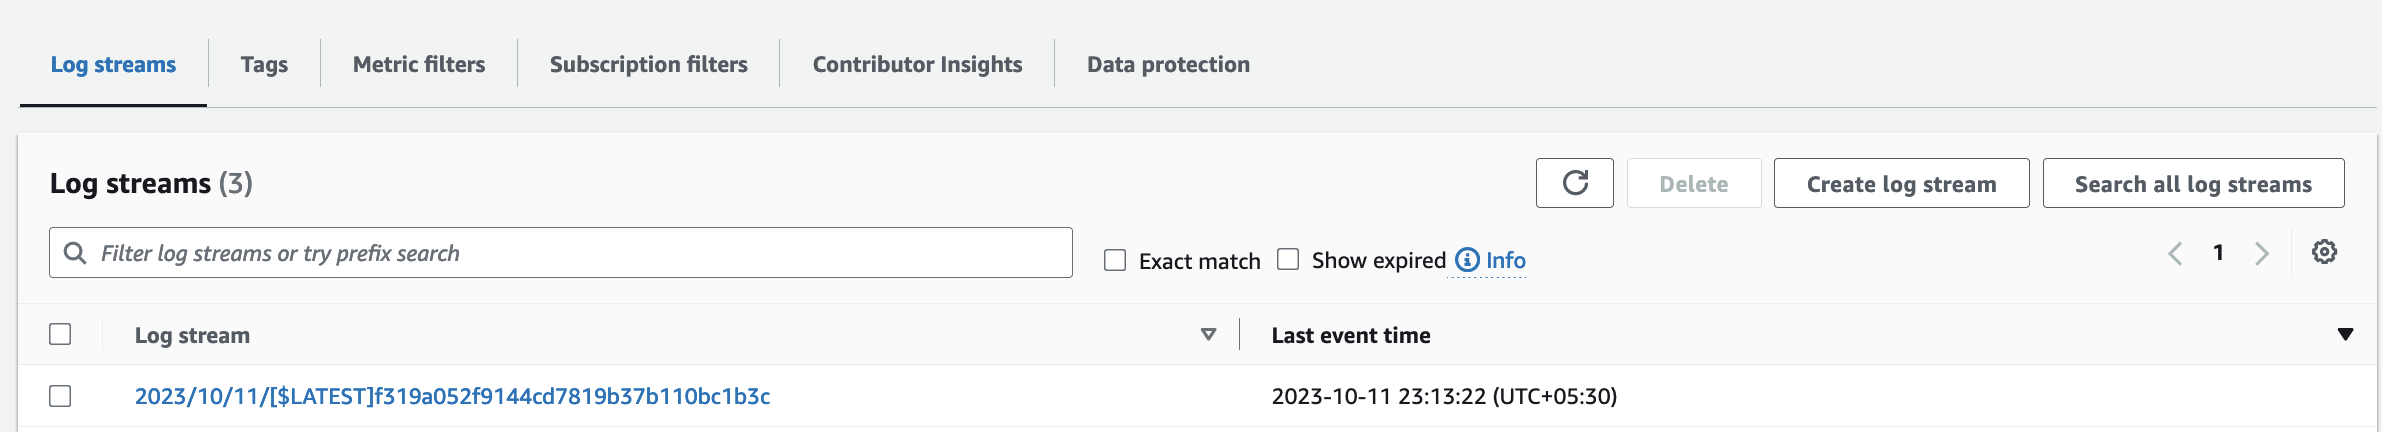 Log streams
Tags
Metric filters
Subscription filters
Contributor Insights
Data protection
Log streams (3)
Delete
Create log stream
Search all log streams
Filter log streams or try prefix search
Exact match
Show expired
Info
1
Log stream
Last event time
2023/10/11/[$LATEST]f319a052f9144cd7819b37b110bc1b3c
2023-10-11 23:13:22 (UTC+05:30)